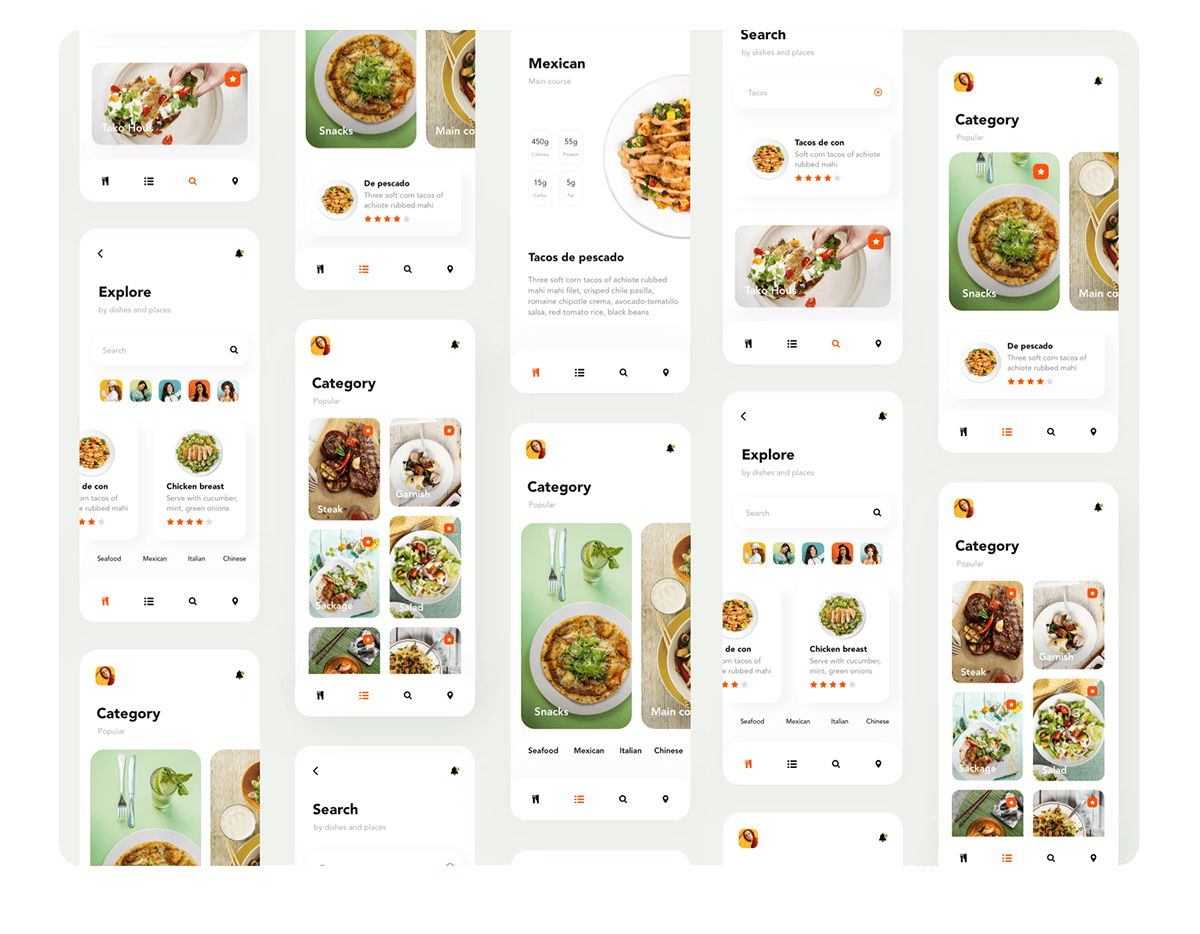 Tako Hous
Explore
by dishes and places
Search
de con
orn tacos of
e rubbed mahi
Chicken breast
Serve with cucumber,
mint, green onions
Seafood
Mexican
Italian
Chinese
Category
Popular
Snacks
Main co
De pescado
Three soft corn tacos of
achiote rubbed mahi
Category
Popular
Steak
Garnish
Sackage
Salad
Search
by dishes and places
Mexican
Main course
450g
Calories
55g
Protein
15g
Carbs
5g
Fat
Tacos de pescado
Three soft corn tacos of achiote rubbed
mahi mahi filet, crisped chile pasilla,
romaine chipotle crema, avocado-tomatillo
salsa, red tomato rice, black beans
Category
Popular
Snacks
Main co
Seafood
Mexican
Italian
Chinese
Search
by dishes and places
Tacos
Tacos de con
Soft corn tacos of achiote
rubbed mahi
Tako Hous
Explore
by dishes and places
Search
de con
orn tacos of
e rubbed mahi
Chicken breast
Serve with cucumber,
mint, green onions
Seafood
Mexican
Italian
Chinese
Category
Popular
Snacks
Main co
De pescado
Three soft corn tacos of
achiote rubbed mahi
Category
Popular
Steak
Garnish
Sackage
Salad